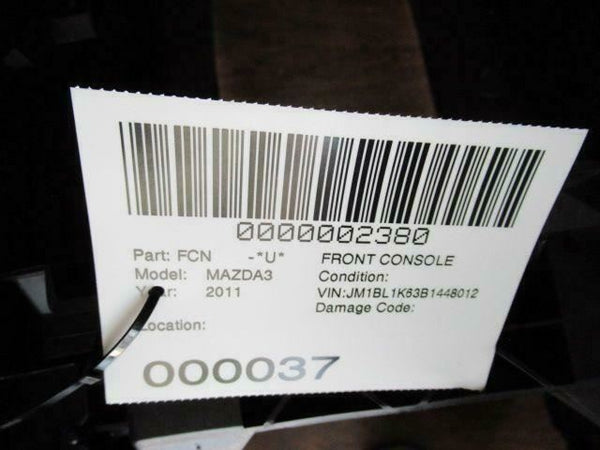 0000002380
Part: FCN -*U* FRONT CONSOLE
Model: MAZDA3 Condition:
Year: 2011 VIN:JM1BL1K63B1448012
Damage Code:
Location:
000037